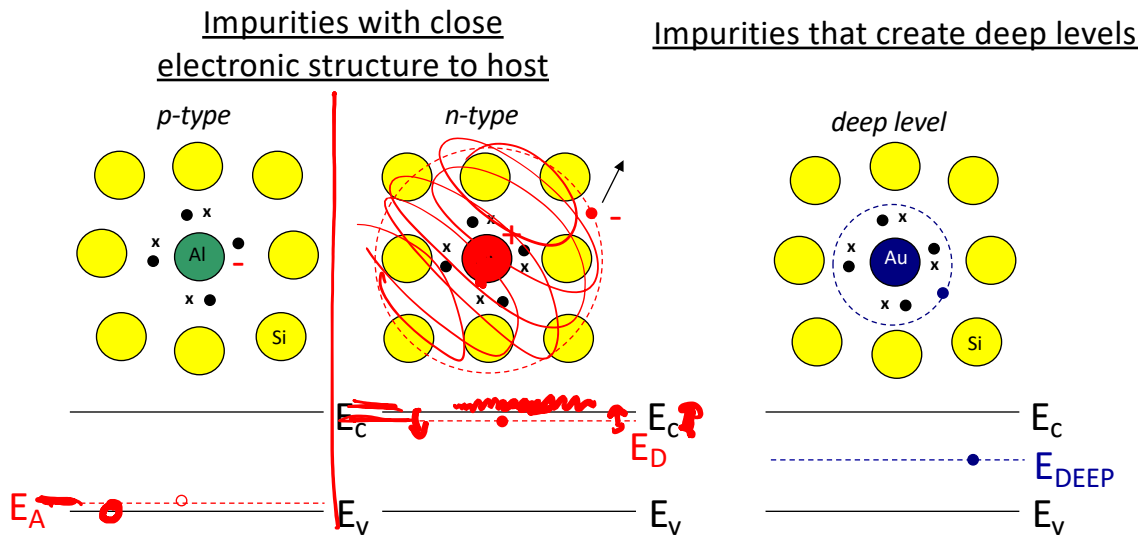 Impurities with close
electronic structure to host
Impurities that create deep levels
p-type
n-type
deep level
x
x
Al
-
x
Si
x
+
x
x
x
-
x
x
Au
x
x
Si
E_c
E_A
E_v
E_c
E_D
E_v
E_c
E_DEEP
E_v